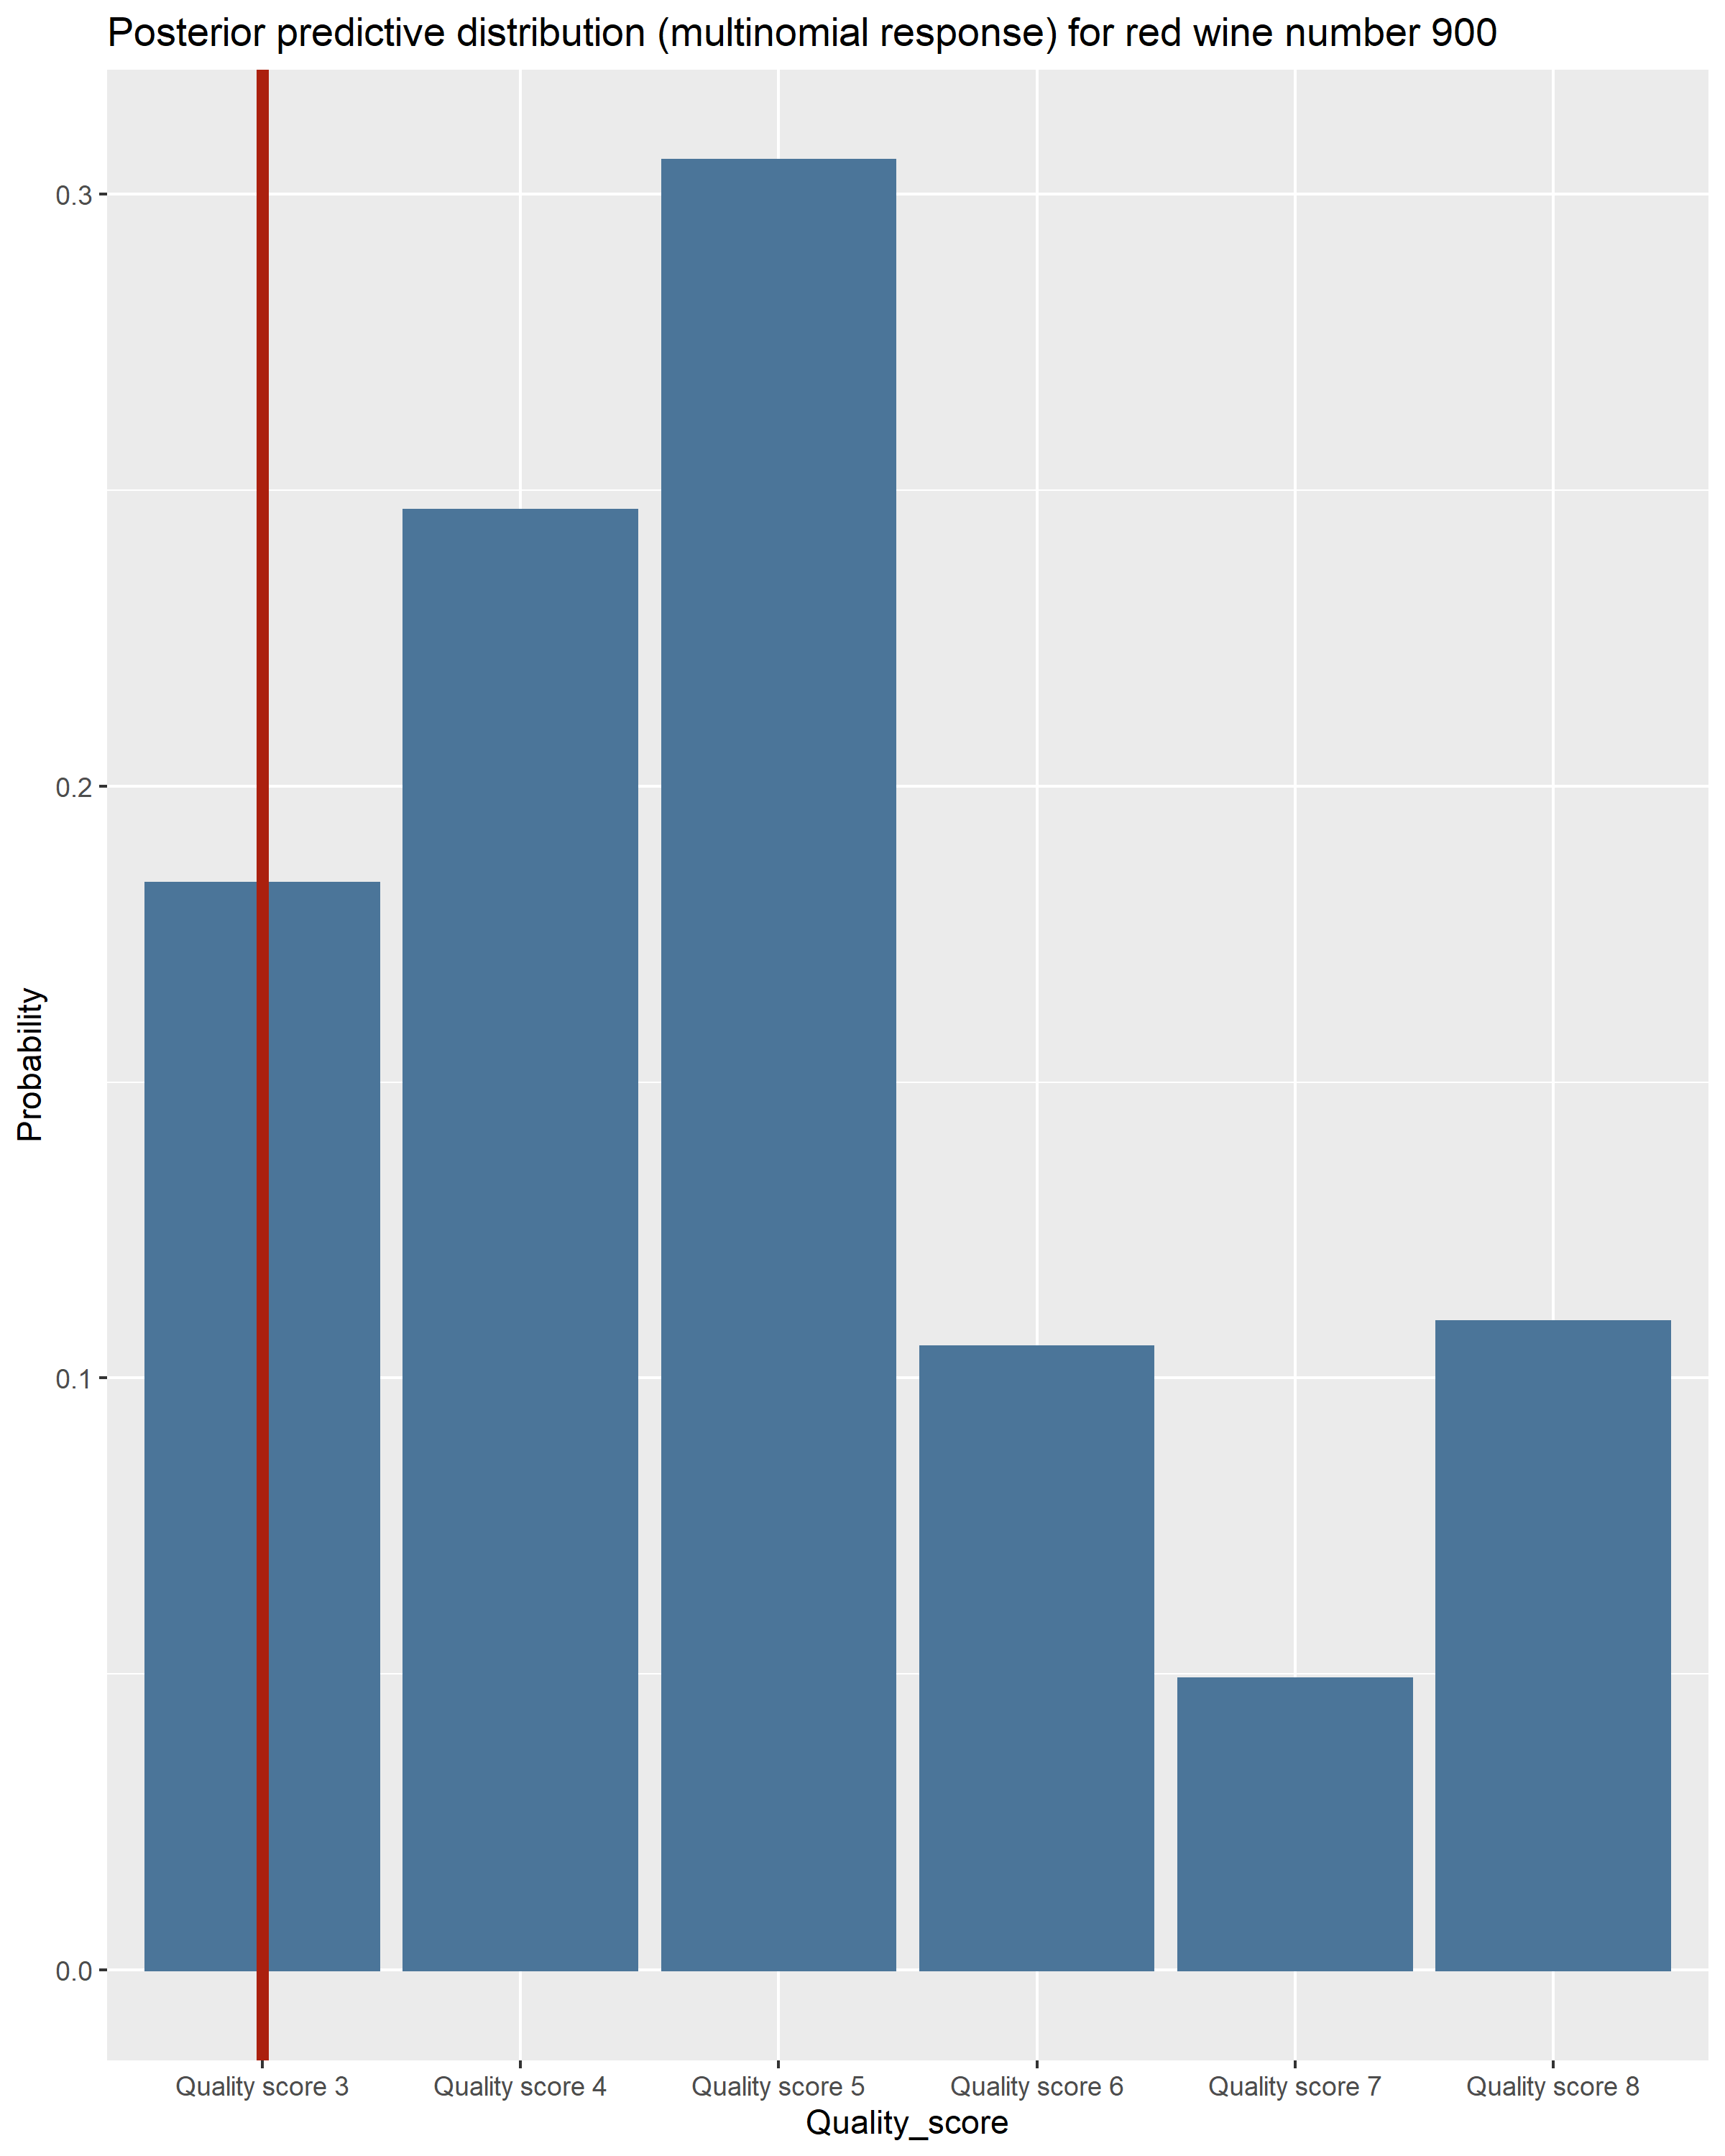 Posterior predictive distribution (multinomial response) for red wine number 900
Probability
0.3
0.2
0.1
0.0
Quality score 3 Quality score 4 Quality score 5 Quality score 6 Quality score 7 Quality score 8
Quality_score